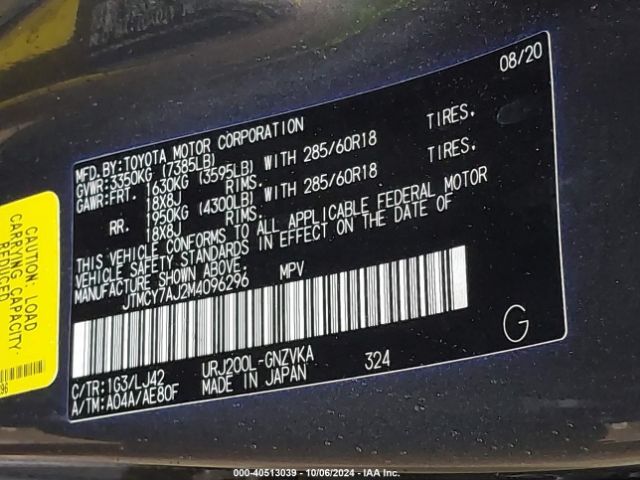 08/20
MFD.BY:TOYOTA MOTOR CORPORATION
GVWR:3350KG (7385LB)
GAWR:FRT. 1630KG (3595LB) WITH 285/60R18 TIRES.
18X8J RIMS.
RR. 1950KG (4300LB) WITH 285/60R18 TIRES.
18X8J RIMS.
THIS VEHICLE CONFORMS TO ALL APPLICABLE FEDERAL MOTOR
VEHICLE SAFETY STANDARDS IN EFFECT ON THE DATE OF
MANUFACTURE SHOWN ABOVE.
JTMCY7AJ2M4096296 MPV
G
C/TR:1G3/LJ42 URJ200L-GNZVKA 324
A/TM:A04A/AE80F MADE IN JAPAN
CAUTION: LOAD
CARRYING CAPACITY
REDUCED
000-40513039 - 10/06/2024 - IAA Inc.